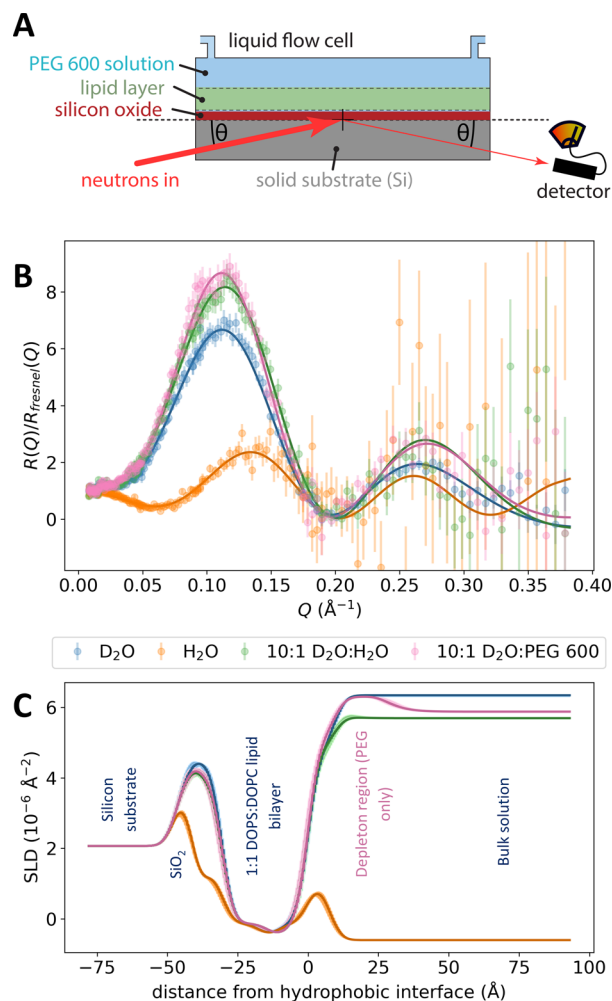 A
liquid flow cell
PEG 600 solution
lipid layer
silicon oxide
θ
θ
neutrons in
solid substrate (Si)
detector
B
R(Q)/R_fresnel(Q)
8
6
4
2
0
0.00
0.05
0.10
0.15
0.20
0.25
0.30
0.35
0.40
Q (Å⁻¹)
D₂O
H₂O
10:1 D₂O:H₂O
10:1 D₂O:PEG 600
C
SLD (10⁻⁶ Å⁻²)
6
4
2
0
Silicon
substrate
SiO₂
1:1 DOPS:DOPC lipid
bilayer
Depleton region (PEG
only)
Bulk solution
−75
−50
−25
0
25
50
75
100
distance from hydrophobic interface (Å)